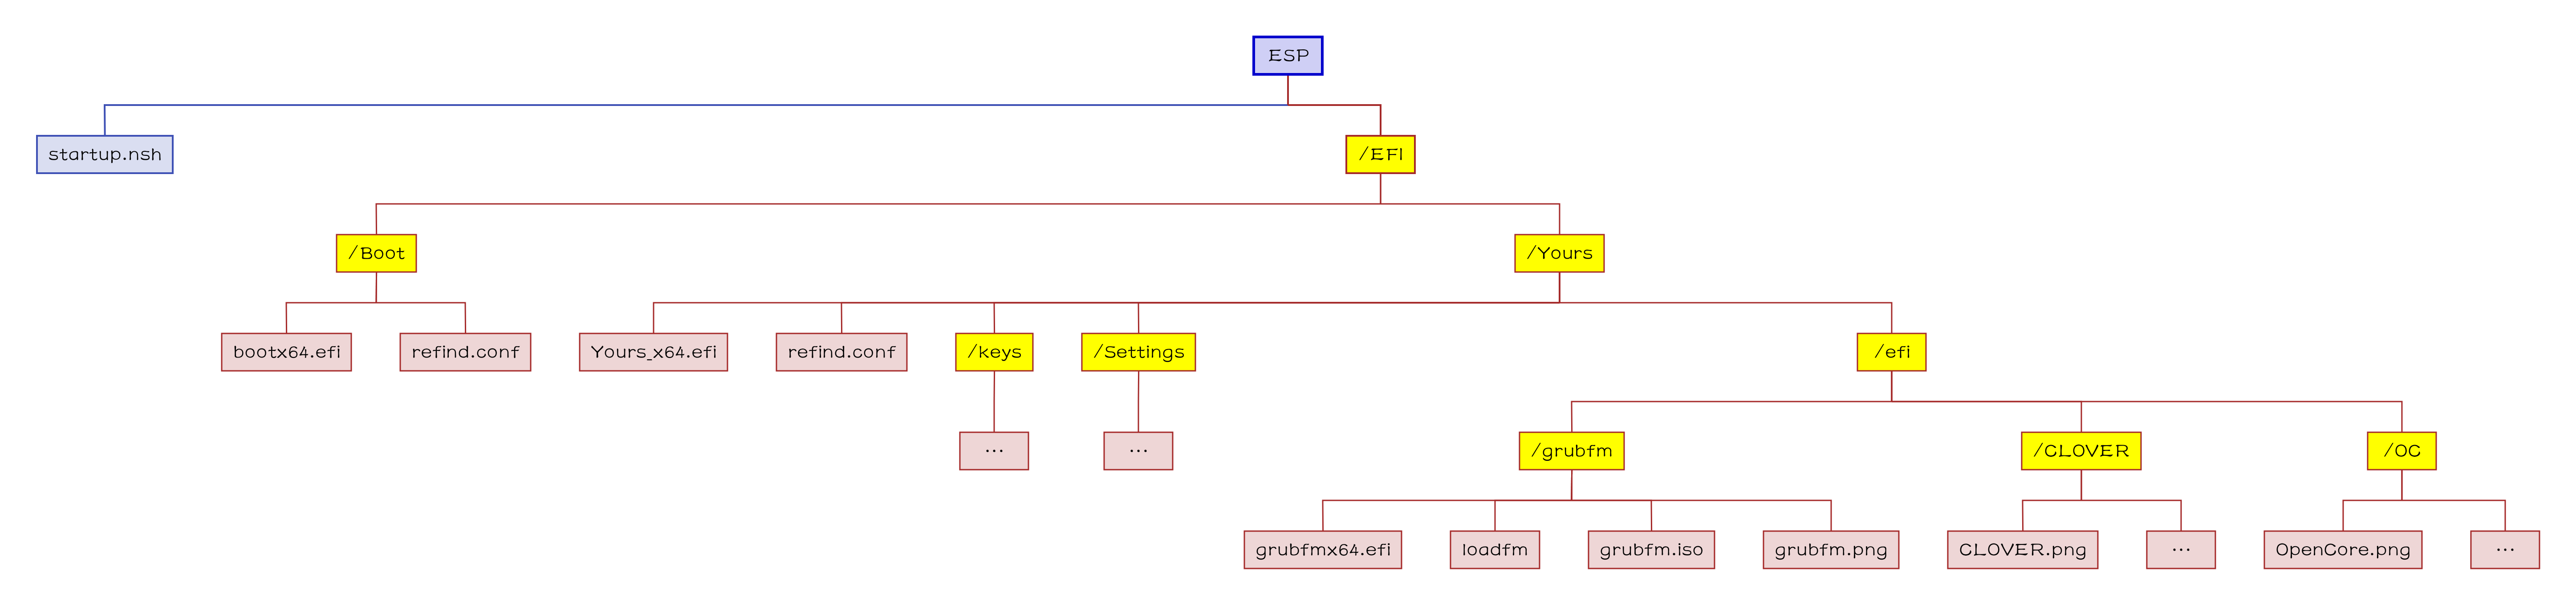 ESP
startup.nsh
/EFI
/Boot
/Yours
bootx64.efi
refind.conf
Yours_x64.efi
refind.conf
/keys
/Settings
/efi
...
...
/grubfm
/CLOVER
/OC
grubfmx64.efi
loadfm
grubfm.iso
grubfm.png
CLOVER.png
...
OpenCore.png
...